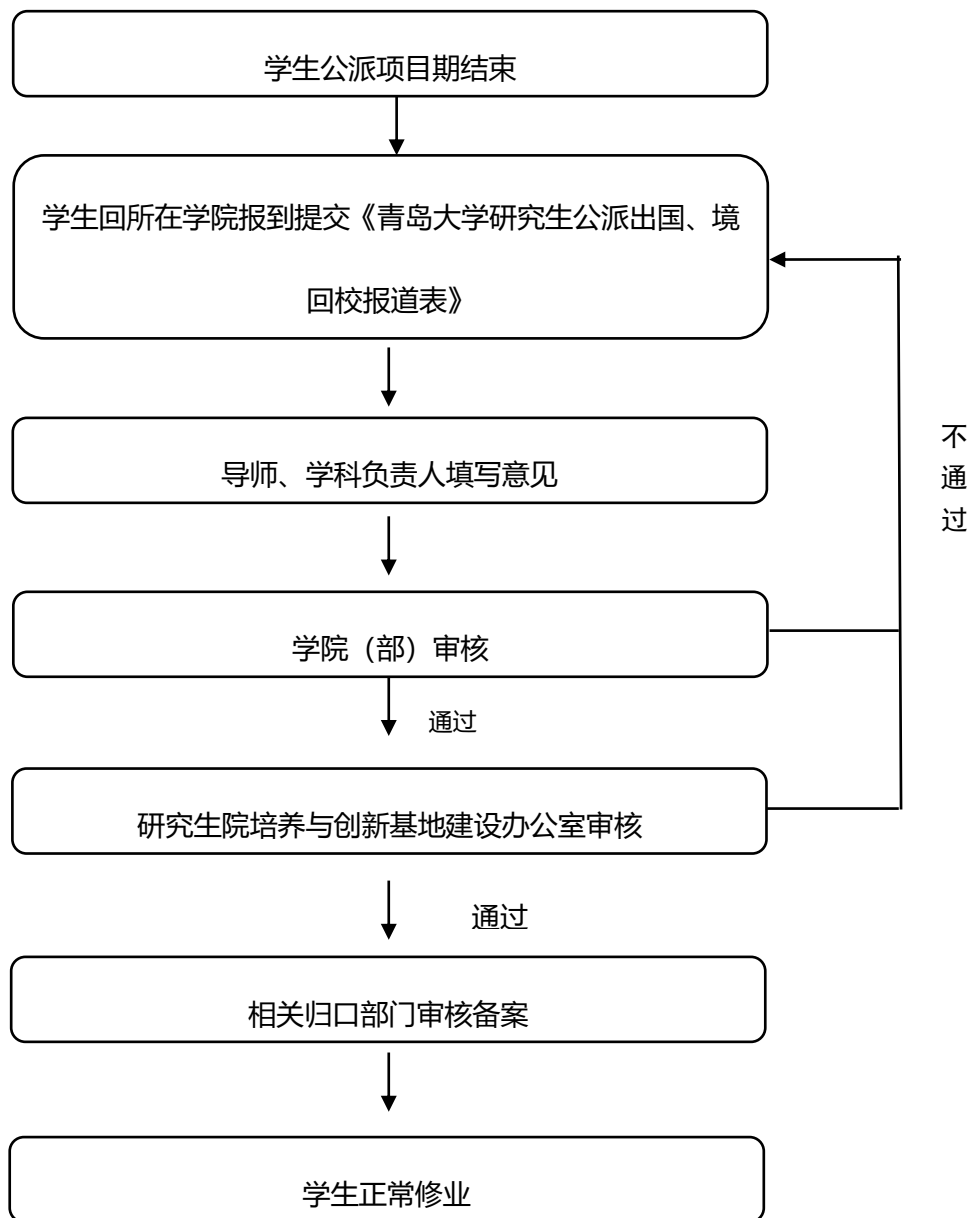 学生公派项目期结束
学生回所在学院报到提交《青岛大学研究生公派出国、境
回校报道表》
导师、学科负责人填写意见
不
通
过
学院（部）审核
通过
研究生院培养与创新基地建设办公室审核
通过
相关归口部门审核备案
学生正常修业